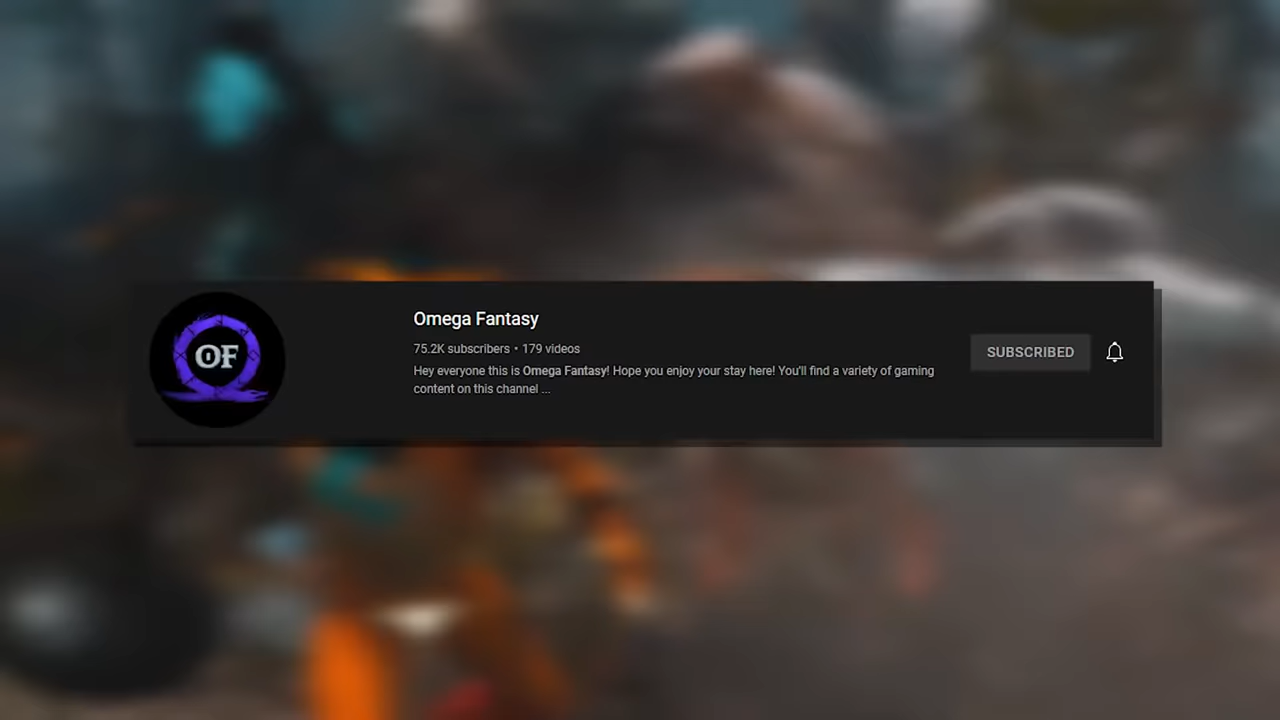 OF
Omega Fantasy
75.2K subscribers • 179 videos
Hey everyone this is Omega Fantasy! Hope you enjoy your stay here! You'll find a variety of gaming
content on this channel ...
SUBSCRIBED